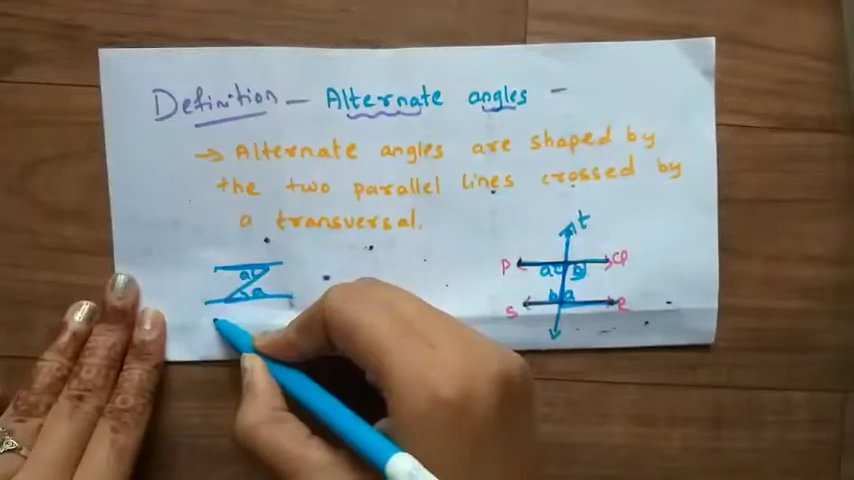 Definition - Alternate angles -
→ Alternate angles are shaped by
the two parallel lines crossed by
a transversal.
t
P
a b
b a
S
a
a